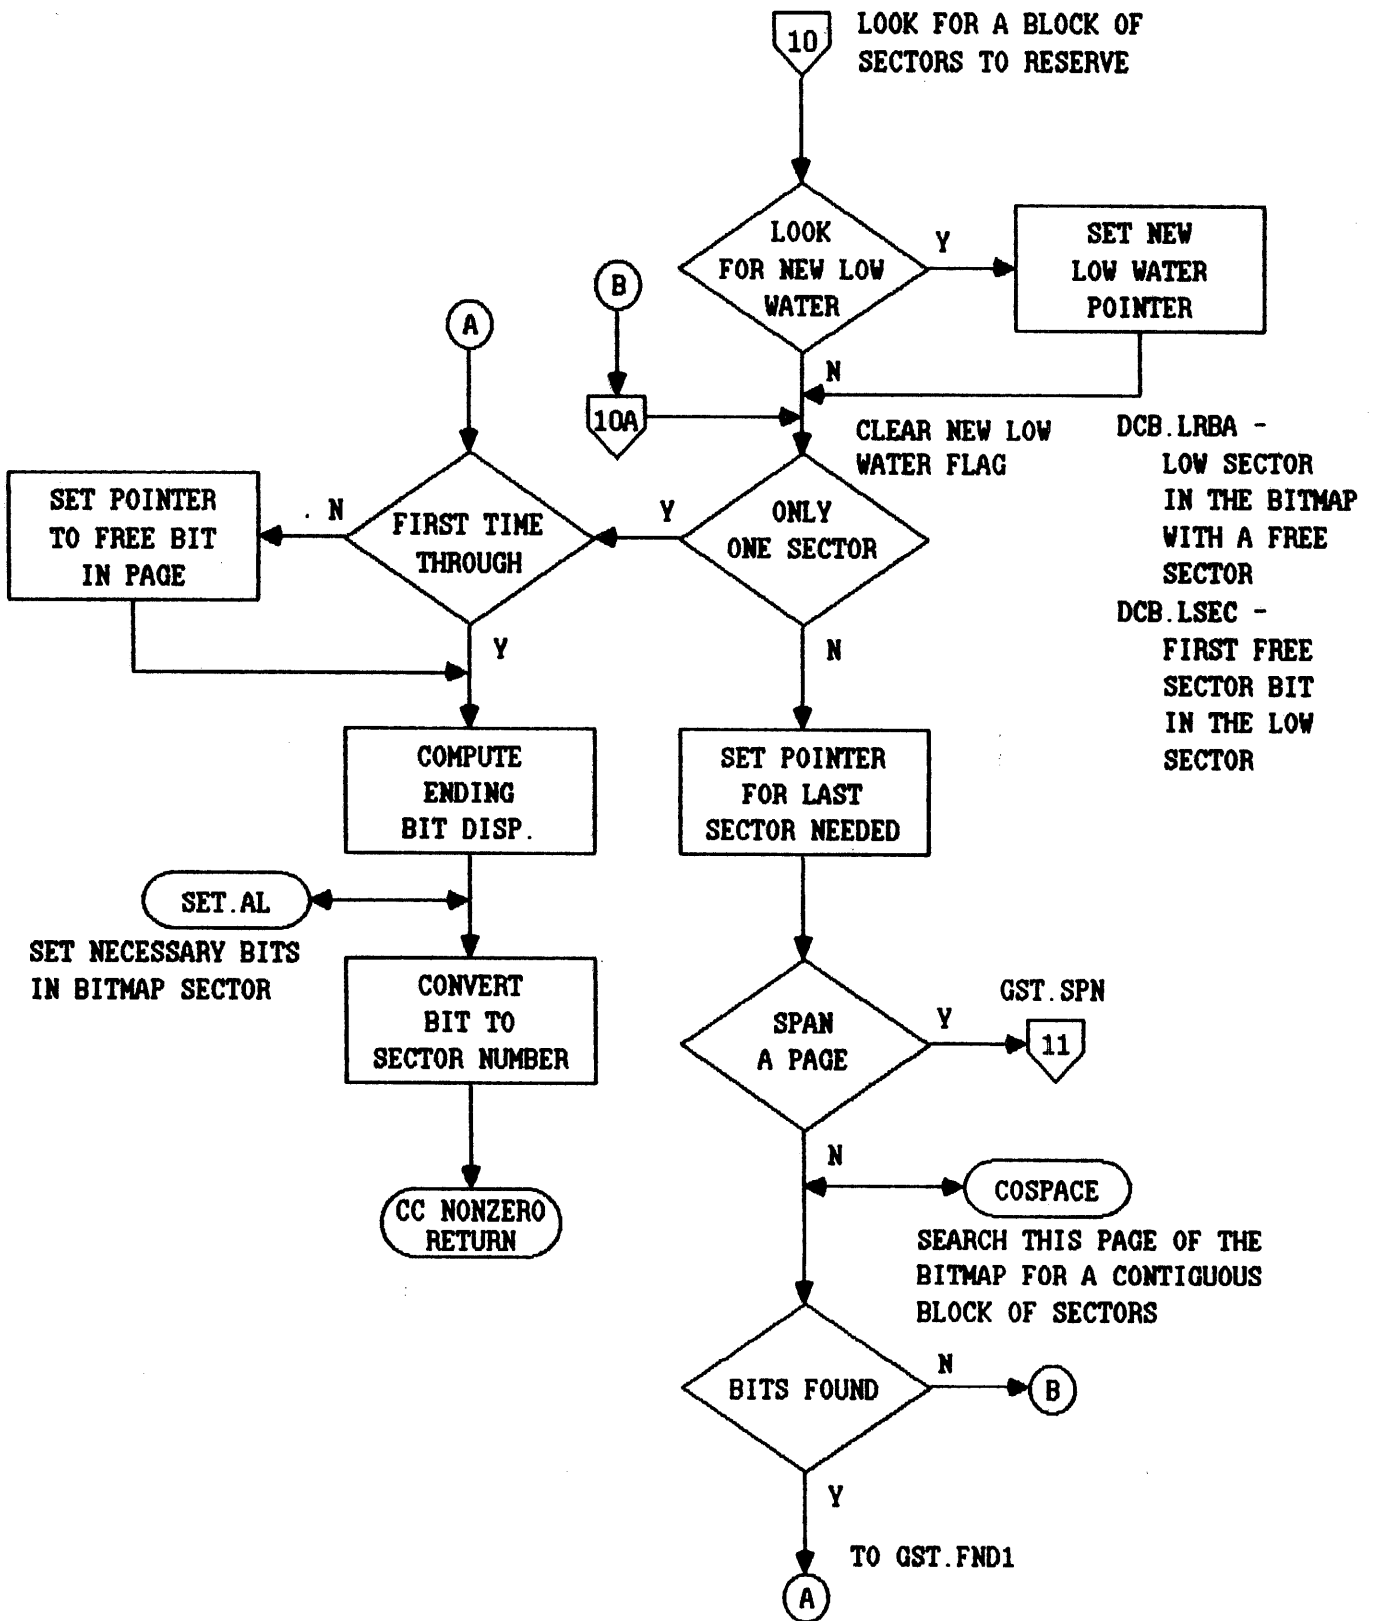 10
LOOK FOR A BLOCK OF
SECTORS TO RESERVE
LOOK
FOR NEW LOW
WATER
Y
SET NEW
LOW WATER
POINTER
B
A
N
10A
CLEAR NEW LOW
WATER FLAG
DCB.LRBA -
LOW SECTOR
IN THE BITMAP
WITH A FREE
SECTOR
DCB.LSEC -
FIRST FREE
SECTOR BIT
IN THE LOW
SECTOR
SET POINTER
TO FREE BIT
IN PAGE
N
FIRST TIME
THROUGH
Y
ONLY
ONE SECTOR
Y
N
COMPUTE
ENDING
BIT DISP.
SET POINTER
FOR LAST
SECTOR NEEDED
SET.AL
SET NECESSARY BITS
IN BITMAP SECTOR
CONVERT
BIT TO
SECTOR NUMBER
SPAN
A PAGE
Y
GST.SPN
11
N
CC NONZERO
RETURN
COSPACE
SEARCH THIS PAGE OF THE
BITMAP FOR A CONTIGUOUS
BLOCK OF SECTORS
BITS FOUND
N
B
Y
TO GST.FND1
A